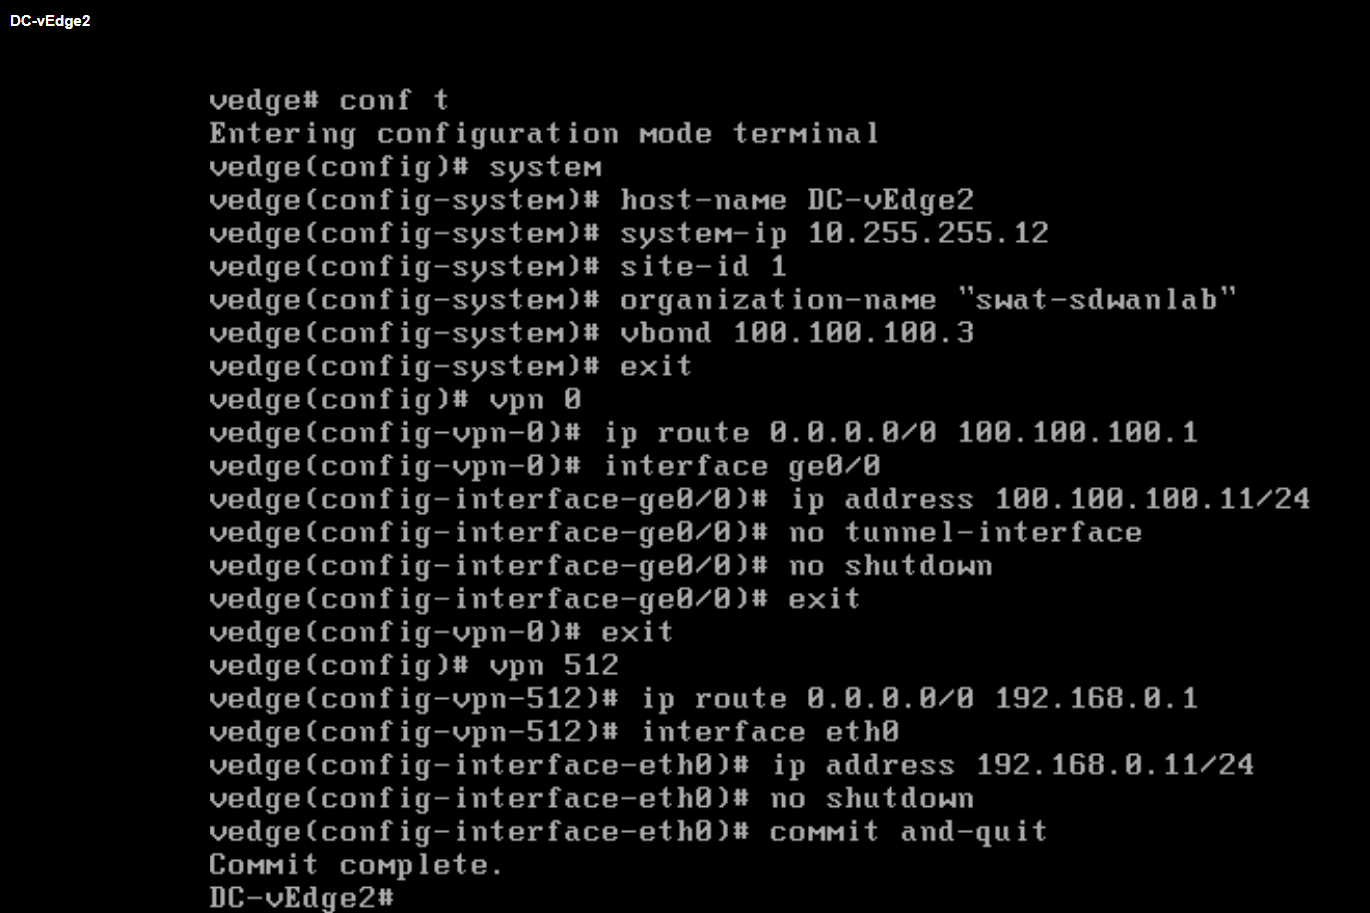 DC-vEdge2
vedge# conf t
Entering configuration mode terminal
vedge(config)# system
vedge(config-system)# host-name DC-vEdge2
vedge(config-system)# system-ip 10.255.255.12
vedge(config-system)# site-id 1
vedge(config-system)# organization-name "swat-sdwanlab"
vedge(config-system)# vbond 100.100.100.3
vedge(config-system)# exit
vedge(config)# vpn 0
vedge(config-vpn-0)# ip route 0.0.0.0/0 100.100.100.1
vedge(config-vpn-0)# interface ge0/0
vedge(config-interface-ge0/0)# ip address 100.100.100.11/24
vedge(config-interface-ge0/0)# no tunnel-interface
vedge(config-interface-ge0/0)# no shutdown
vedge(config-interface-ge0/0)# exit
vedge(config-vpn-0)# exit
vedge(config)# vpn 512
vedge(config-vpn-512)# ip route 0.0.0.0/0 192.168.0.1
vedge(config-vpn-512)# interface eth0
vedge(config-interface-eth0)# ip address 192.168.0.11/24
vedge(config-interface-eth0)# no shutdown
vedge(config-interface-eth0)# commit and-quit
Commit complete.
DC-vEdge2#